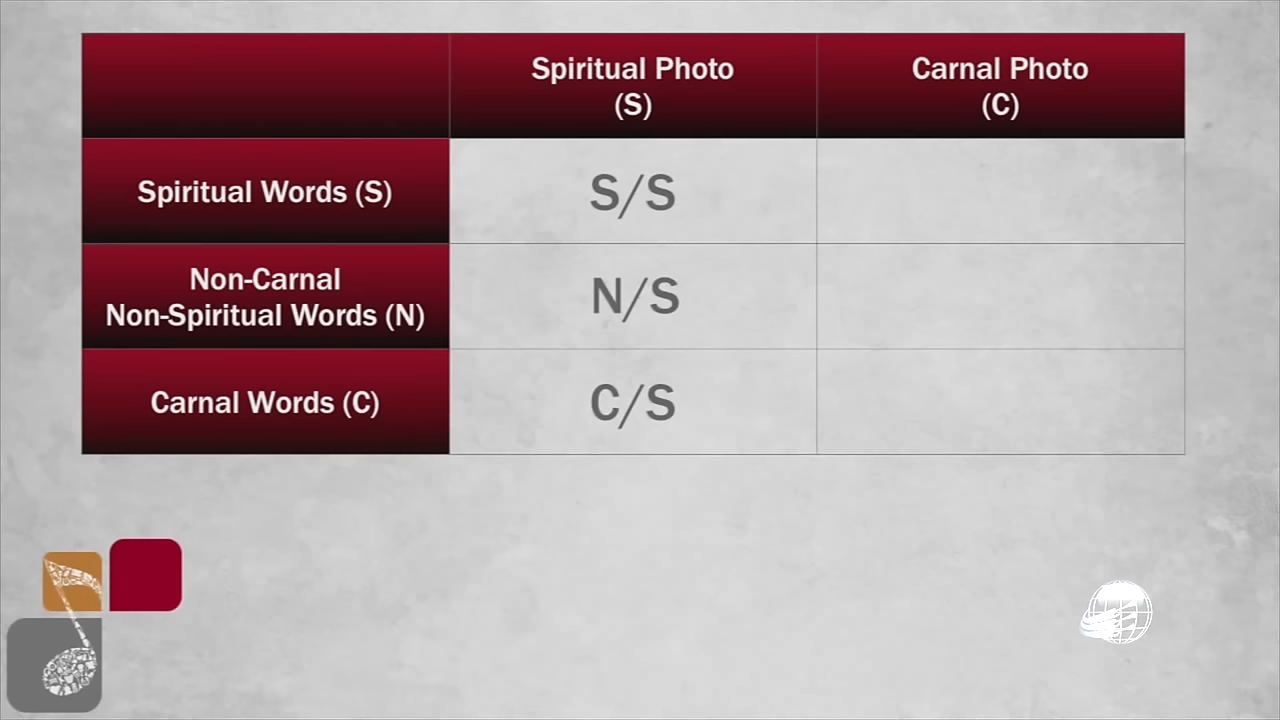 Spiritual Photo
(S)
Carnal Photo
(C)
Spiritual Words (S)
S/S
Non-Carnal
Non-Spiritual Words (N)
N/S
Carnal Words (C)
C/S